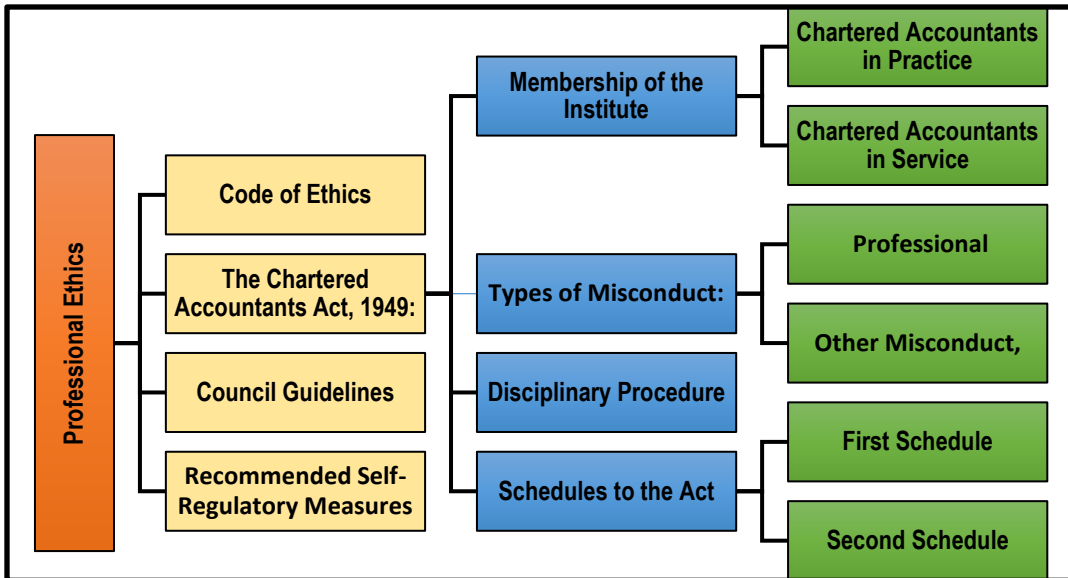 Professional Ethics
Code of Ethics
The Chartered
Accountants Act, 1949:
Council Guidelines
Recommended Self-
Regulatory Measures
Membership of the
Institute
Types of Misconduct:
Disciplinary Procedure
Schedules to the Act
Chartered Accountants
in Practice
Chartered Accountants
in Service
Professional
Other Misconduct,
First Schedule
Second Schedule